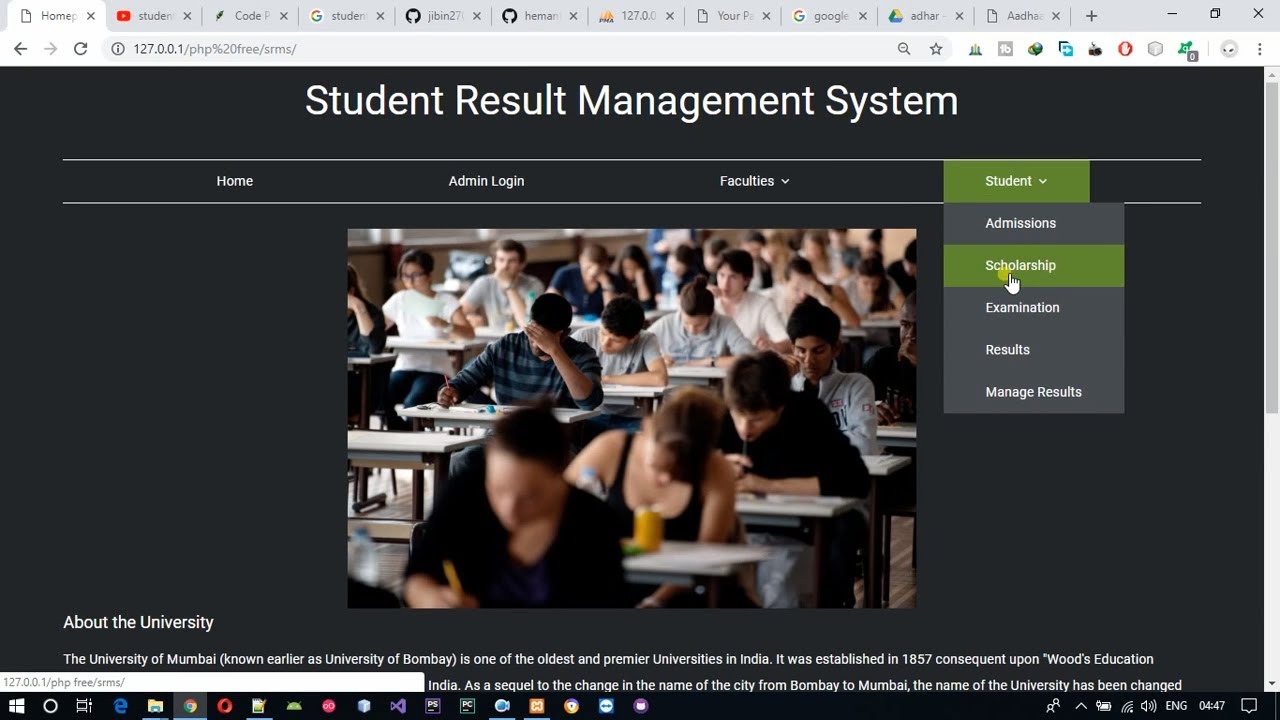 Homep
student
Code P
student
jibin27
hemam
127.0.0
Your Pa
google
adhar -
Aadhaa
127.0.0.1/php%20free/srms/
0
Student Result Management System
Home
Admin Login
Faculties
Student
Admissions
Scholarship
Examination
Results
Manage Results
About the University
The University of Mumbai (known earlier as University of Bombay) is one of the oldest and premier Universities in India. It was established in 1857 consequent upon "Wood's Education
India. As a sequel to the change in the name of the city from Bombay to Mumbai, the name of the University has been changed
127.0.0.1/php free/srms/
PS
PC
ENG
04:47